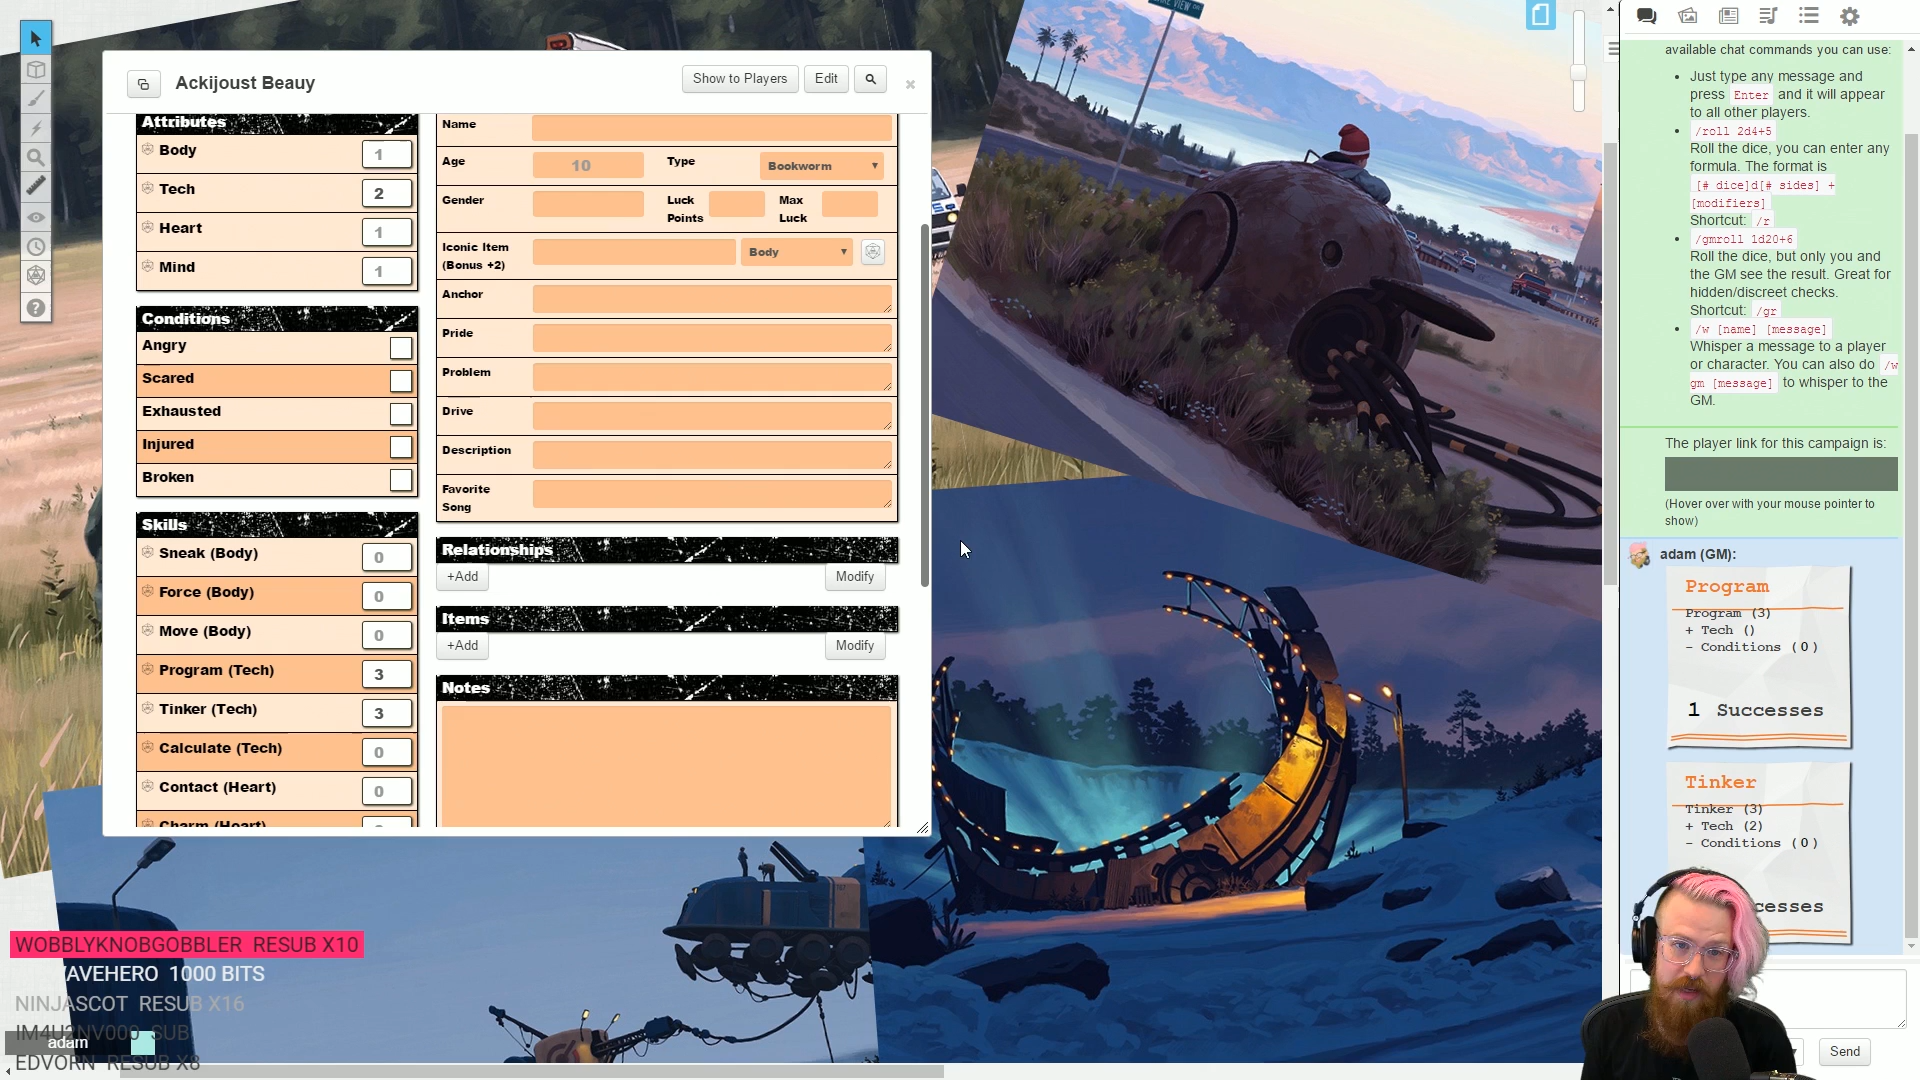 Ackijoust Beauy
Show to Players
Edit
Attributes
Body 1
Tech 2
Heart 1
Mind 1
Conditions
Angry
Scared
Exhausted
Injured
Broken
Skills
Sneak (Body) 0
Force (Body) 0
Move (Body) 0
Program (Tech) 3
Tinker (Tech) 3
Calculate (Tech) 0
Contact (Heart) 0
Charm (Heart)
Name
Age 10 Type Bookworm
Gender Luck Max
Points Luck
Iconic Item Body
(Bonus +2)
Anchor
Pride
Problem
Drive
Description
Favorite
Song
Relationships
+Add Modify
Items
+Add Modify
Notes
available chat commands you can use:
Just type any message and
press Enter and it will appear
to all other players.
/roll 2d4+5
Roll the dice, you can enter any
formula. The format is
[# dice]d[# sides] +
[modifiers]
Shortcut: /r
/gmroll 1d20+6
Roll the dice, but only you and
the GM see the result. Great for
hidden/discreet checks.
Shortcut: /gr
/w [name] [message]
Whisper a message to a player
or character. You can also do /w
gm [message] to whisper to the
GM.
The player link for this campaign is:
(Hover over with your mouse pointer to
show)
adam (GM):
Program
Program (3)
+ Tech ()
- Conditions (0)
1 Successes
Tinker
Tinker (3)
+ Tech (2)
- Conditions (0)
cesses
Send
WOBBLYKNOBGOBBLER RESUB X10
AVEHERO 1000 BITS
NINJASCOT RESUB X16
IM4U2NV000 SUB
adam
EDVORN RESUB X8